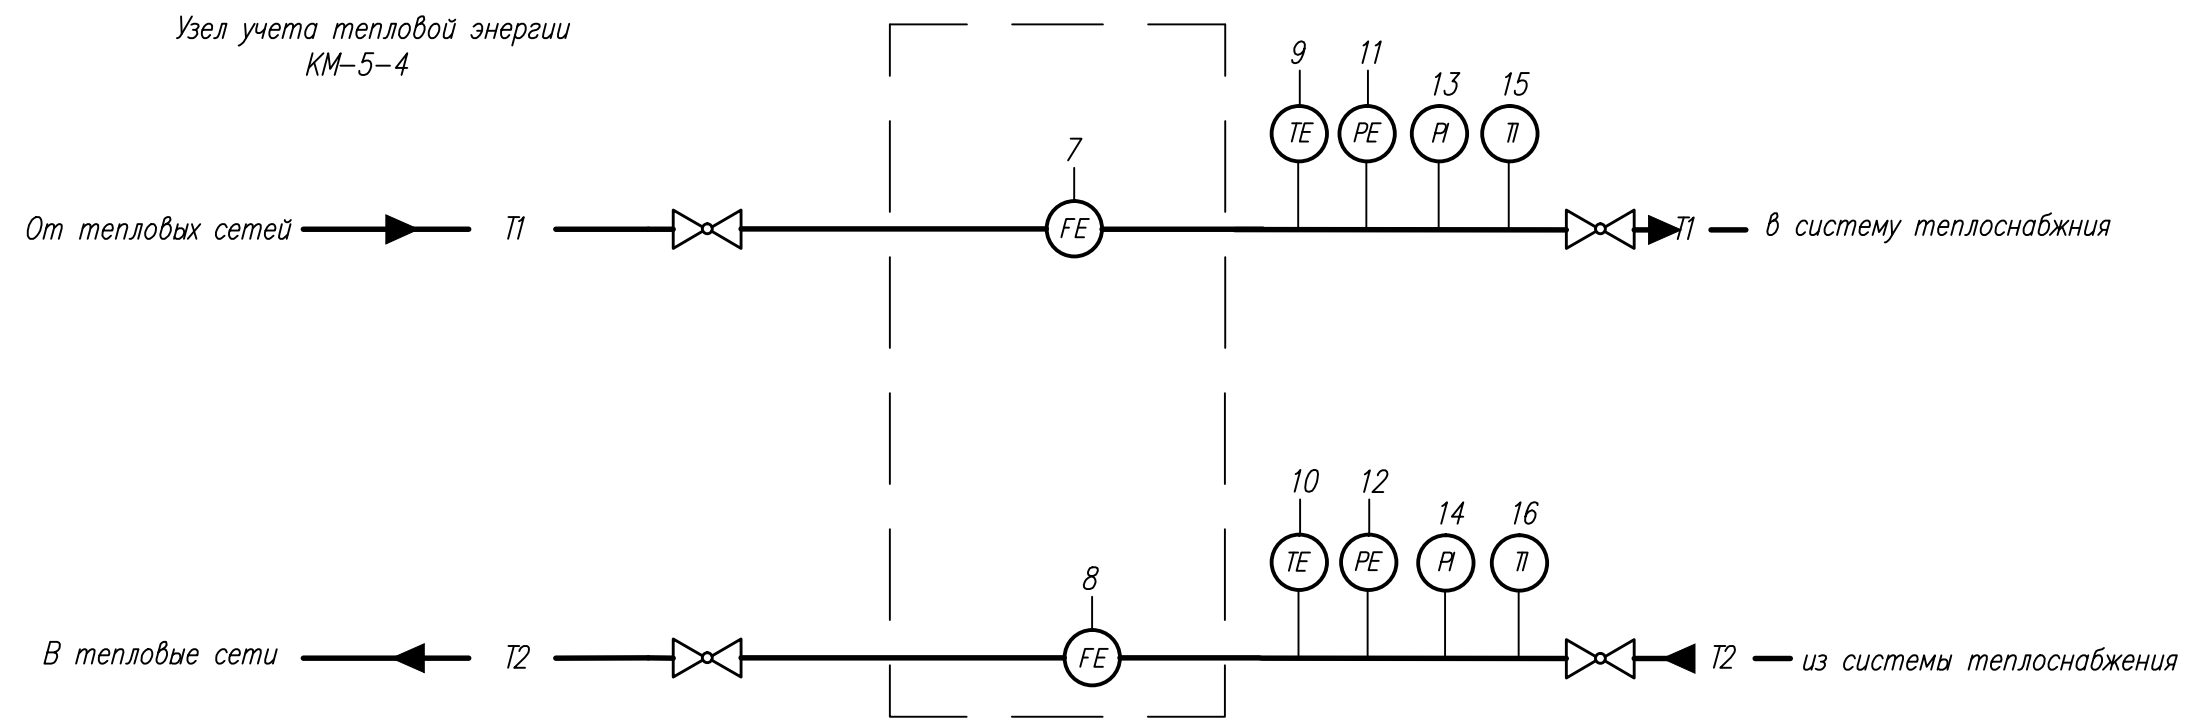 Узел учета тепловой энергии
КМ-5-4
9
11
13
15
TE
PE
PI
TI
7
От тепловых сетей
T1
FE
T1
в систему теплоснабжния
10
12
14
16
TE
PE
PI
TI
8
В тепловые сети
T2
FE
T2
из системы теплоснабжения